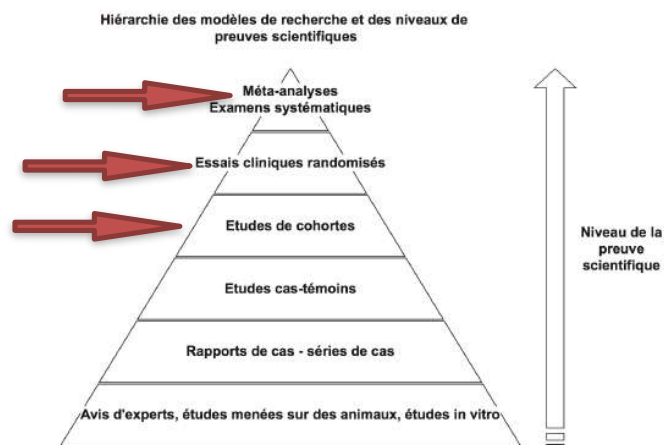 Hiérarchie des modèles de recherche et des niveaux de
preuves scientifiques
Méta-analyses
Examens systématiques
Essais cliniques randomisés
Etudes de cohortes
Etudes cas-témoins
Rapports de cas - séries de cas
Avis d'experts, études menées sur des animaux, études in vitro
Niveau de la
preuve
scientifique